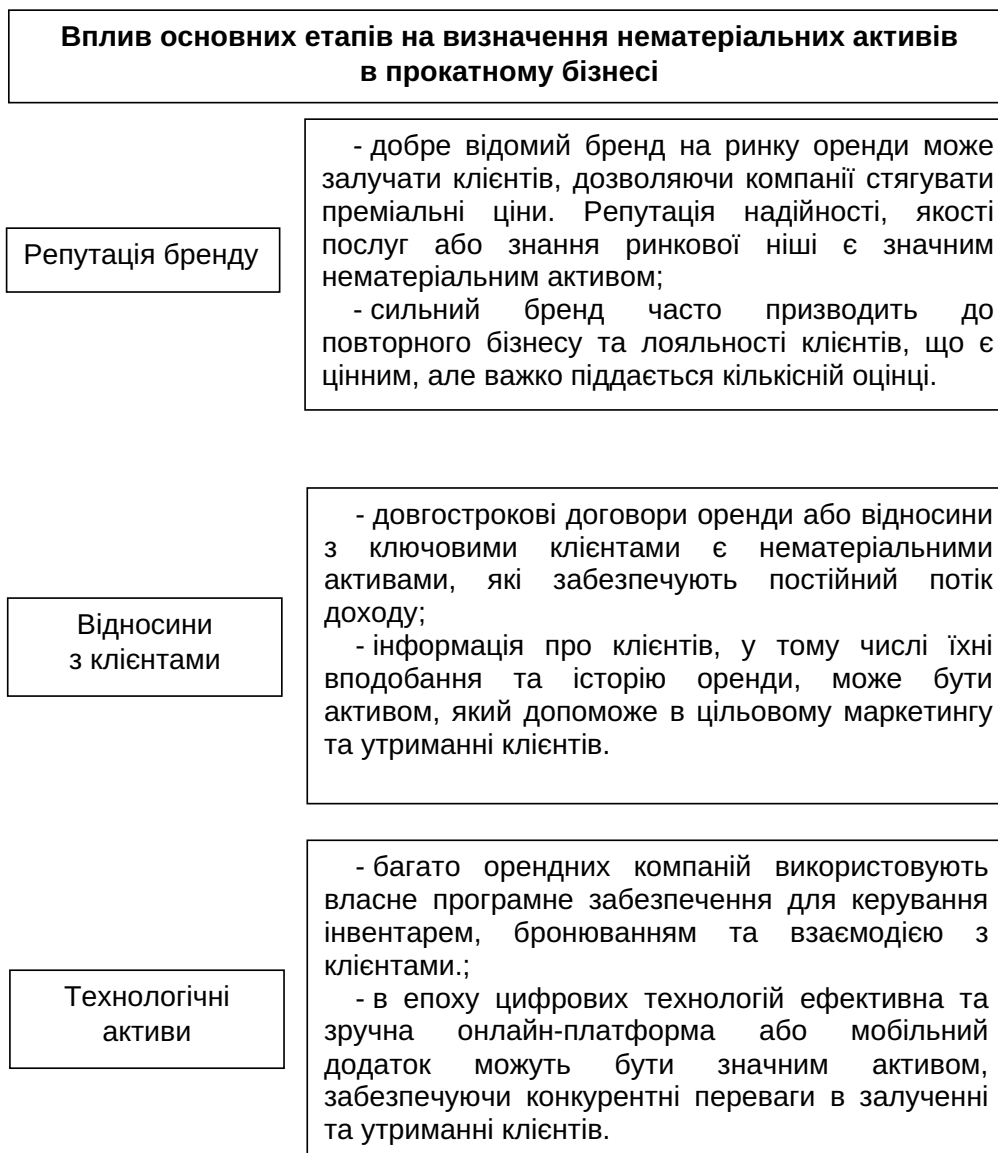 Вплив основних етапів на визначення нематеріальних активів
в прокатному бізнесі
Репутація бренду
- добре відомий бренд на ринку оренди може
залучати клієнтів, дозволяючи компанії стягувати
преміальні ціни. Репутація надійності, якості
послуг або знання ринкової ніші є значним
нематеріальним активом;
- сильний бренд часто призводить до
повторного бізнесу та лояльності клієнтів, що є
цінним, але важко піддається кількісній оцінці.
Відносини
з клієнтами
- довгострокові договори оренди або відносини
з ключовими клієнтами є нематеріальними
активами, які забезпечують постійний потік
доходу;
- інформація про клієнтів, у тому числі їхні
вподобання та історію оренди, може бути
активом, який допоможе в цільовому маркетингу
та утриманні клієнтів.
Технологічні
активи
- багато орендних компаній використовують
власне програмне забезпечення для керування
інвентарем, бронюванням та взаємодією з
клієнтами.;
- в епоху цифрових технологій ефективна та
зручна онлайн-платформа або мобільний
додаток можуть бути значним активом,
забезпечуючи конкурентні переваги в залученні
та утриманні клієнтів.